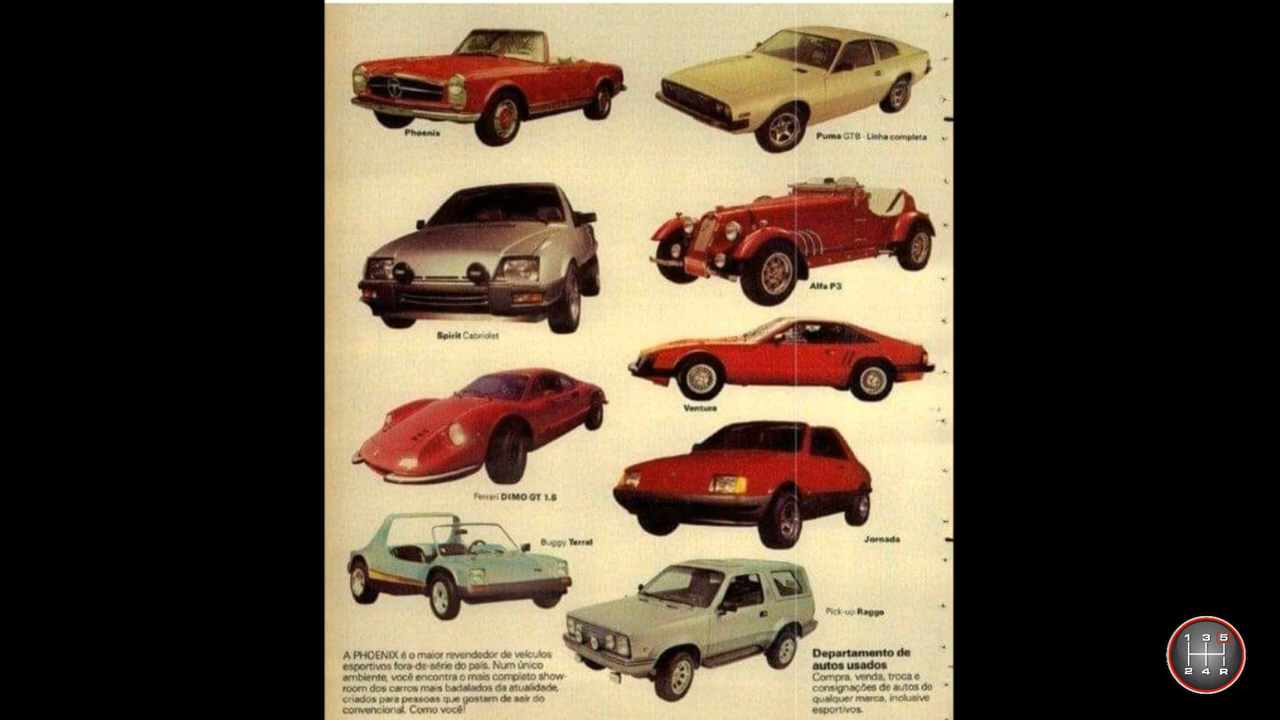 Phoenix
Puma GTB - Linha completa
Alfa P3
Spirit Cabriolet
Ventura
Ferrari DIMO GT 1.8
Jornada
Buggy Terral
Pick-up Ragge
A PHOENIX é o maior revendedor de veículos
esportivos fora-de-série do país. Num único
ambiente, você encontra o mais completo show-
room dos carros mais badalados da atualidade,
criados para pessoas que gostam de sair do
convencional. Como você!
Departamento de
autos usados
Compra, venda, troca e
consignações de autos de
qualquer marca, inclusive
esportivos.
1 3 5
2 4 R